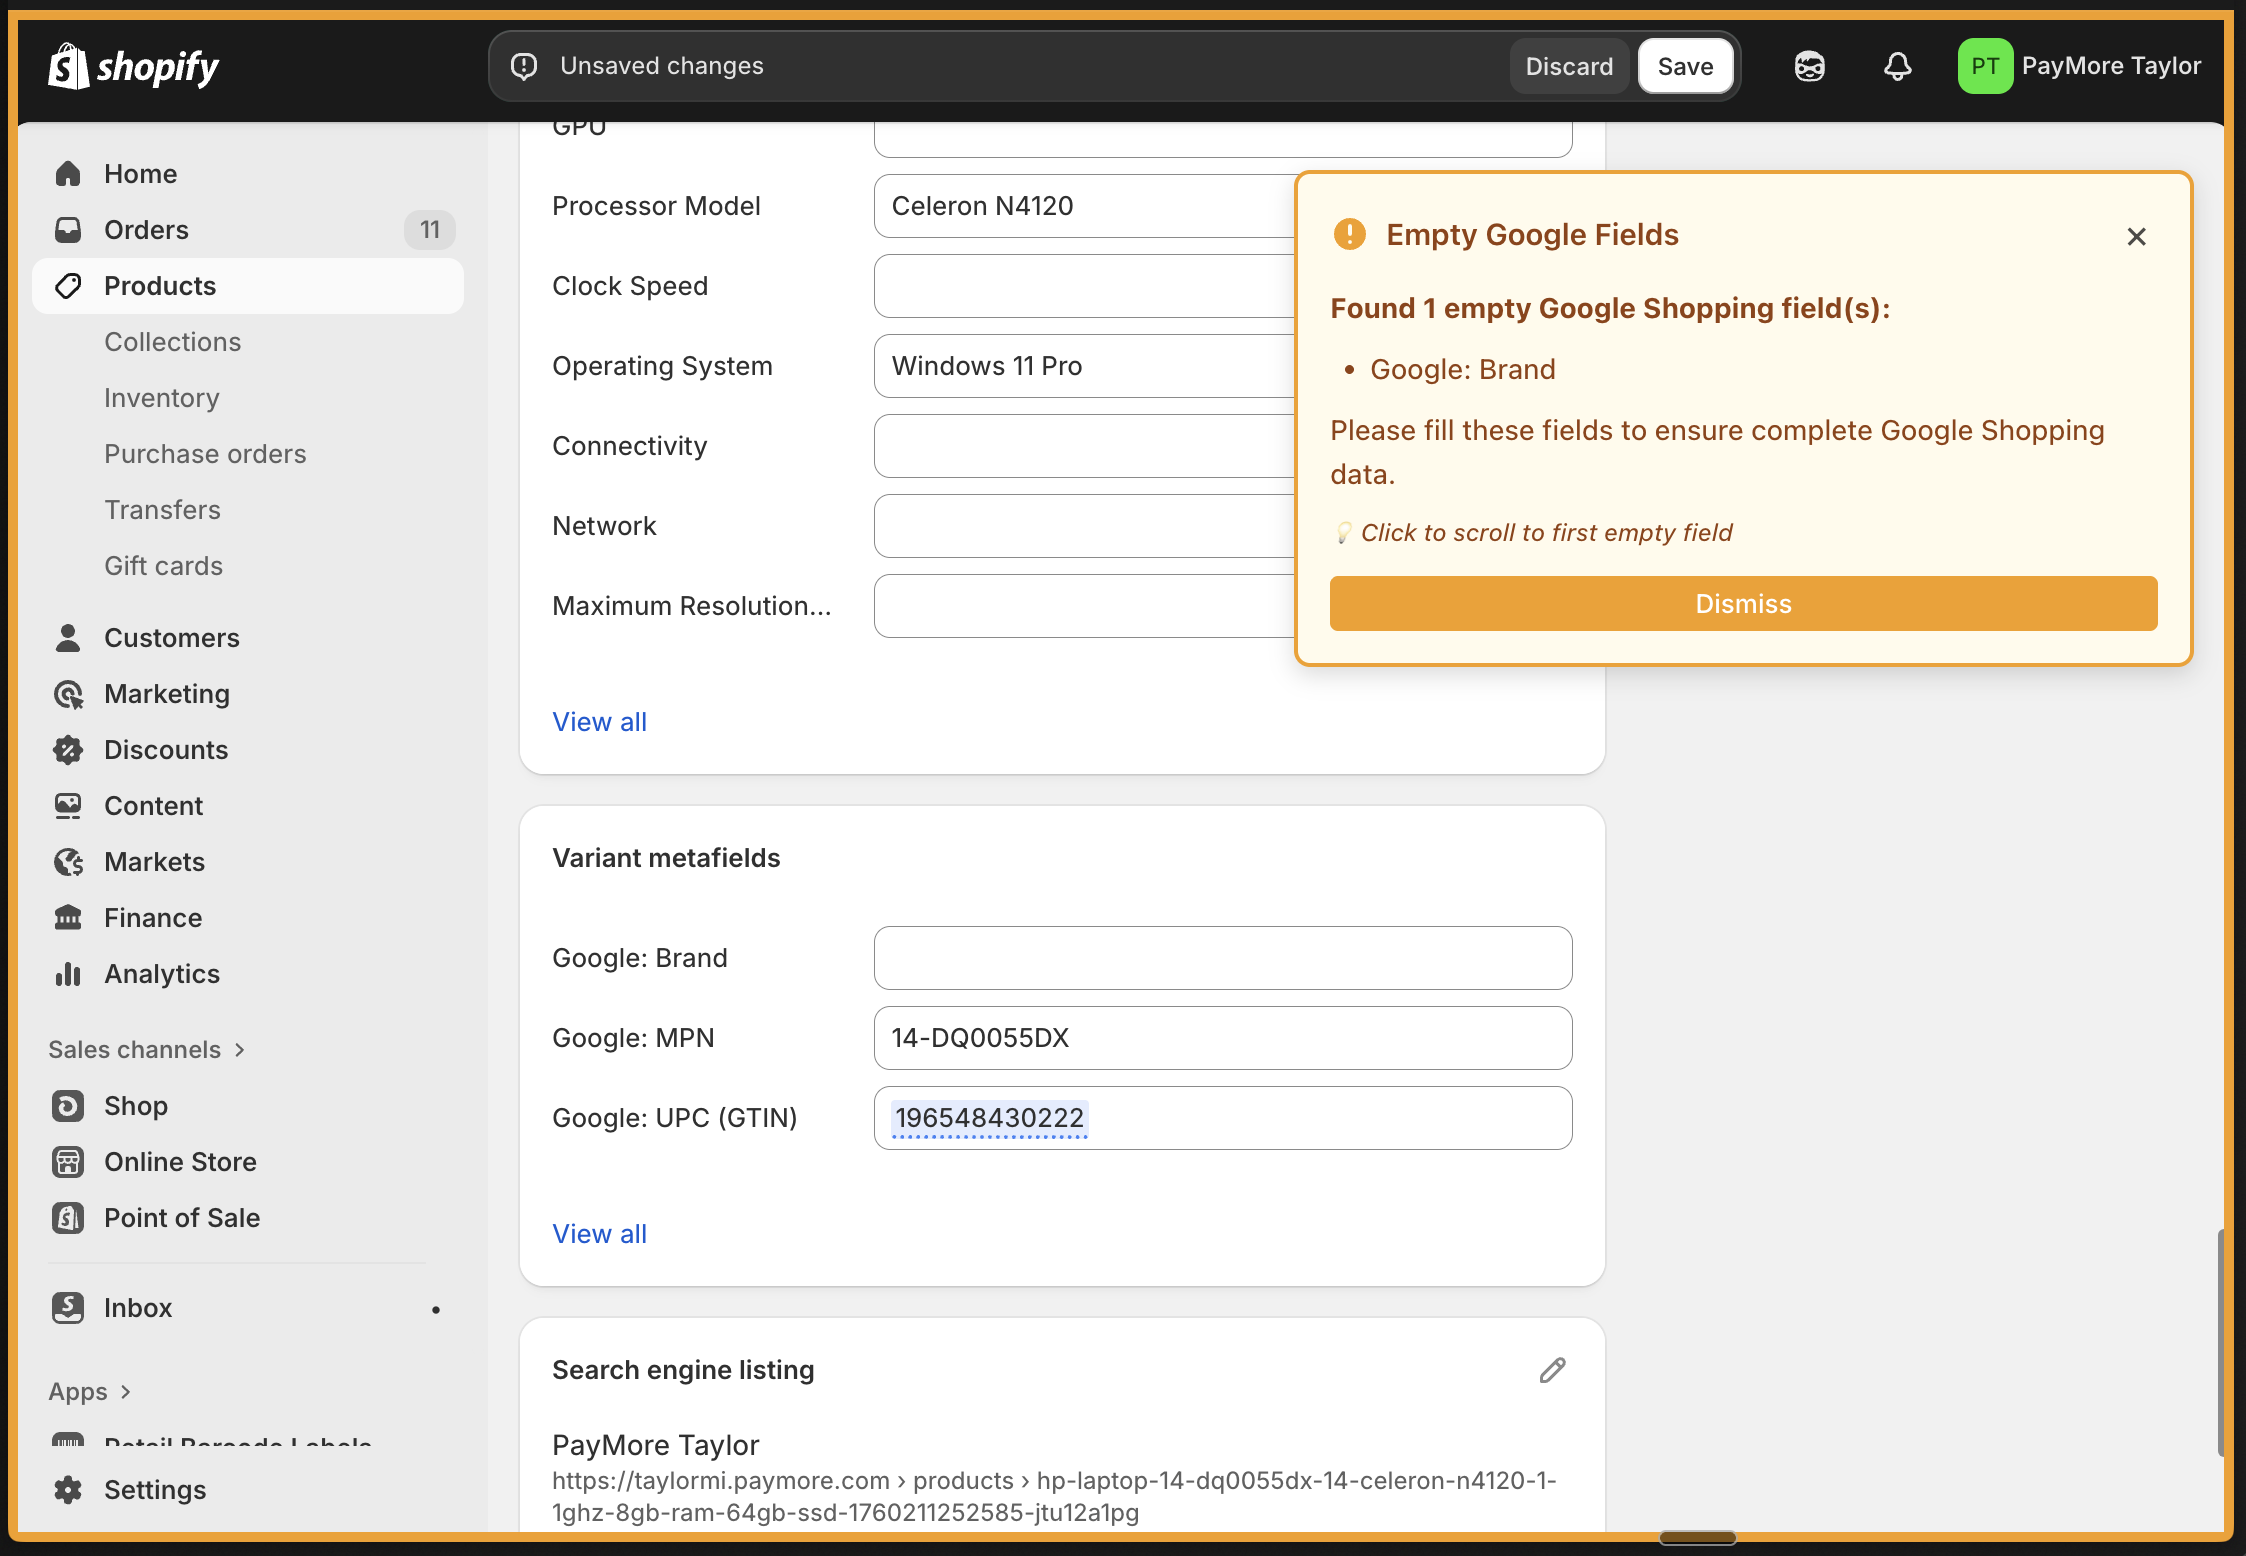 shopify
Unsaved changes
Discard
Save
PT
PayMore Taylor
Home
Orders
11
Products
Collections
Inventory
Purchase orders
Transfers
Gift cards
Customers
Marketing
Discounts
Content
Markets
Finance
Analytics
Sales channels
Shop
Online Store
Point of Sale
Inbox
Apps
Retail Barcode Labels
Settings
GPU
Processor Model
Celeron N4120
Clock Speed
Operating System
Windows 11 Pro
Connectivity
Network
Maximum Resolution...
View all
Empty Google Fields
Found 1 empty Google Shopping field(s):
• Google: Brand
Please fill these fields to ensure complete Google Shopping
data.
Click to scroll to first empty field
Dismiss
Variant metafields
Google: Brand
Google: MPN
14-DQ0055DX
Google: UPC (GTIN)
196548430222
View all
Search engine listing
PayMore Taylor
https://taylormi.paymore.com › products › hp-laptop-14-dq0055dx-14-celeron-n4120-1-
1ghz-8gb-ram-64gb-ssd-1760211252585-jtu12a1pg